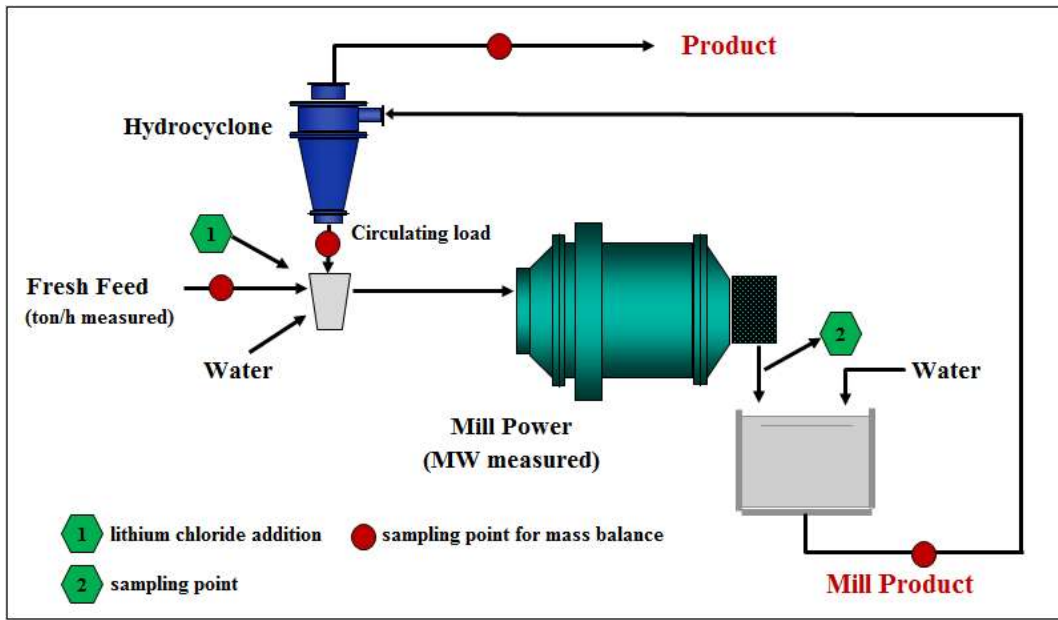 Product
Hydrocyclone
1
Circulating load
Fresh Feed
(ton/h measured)
Water
2
Water
Mill Power
(MW measured)
1 lithium chloride addition
sampling point for mass balance
2 sampling point
Mill Product